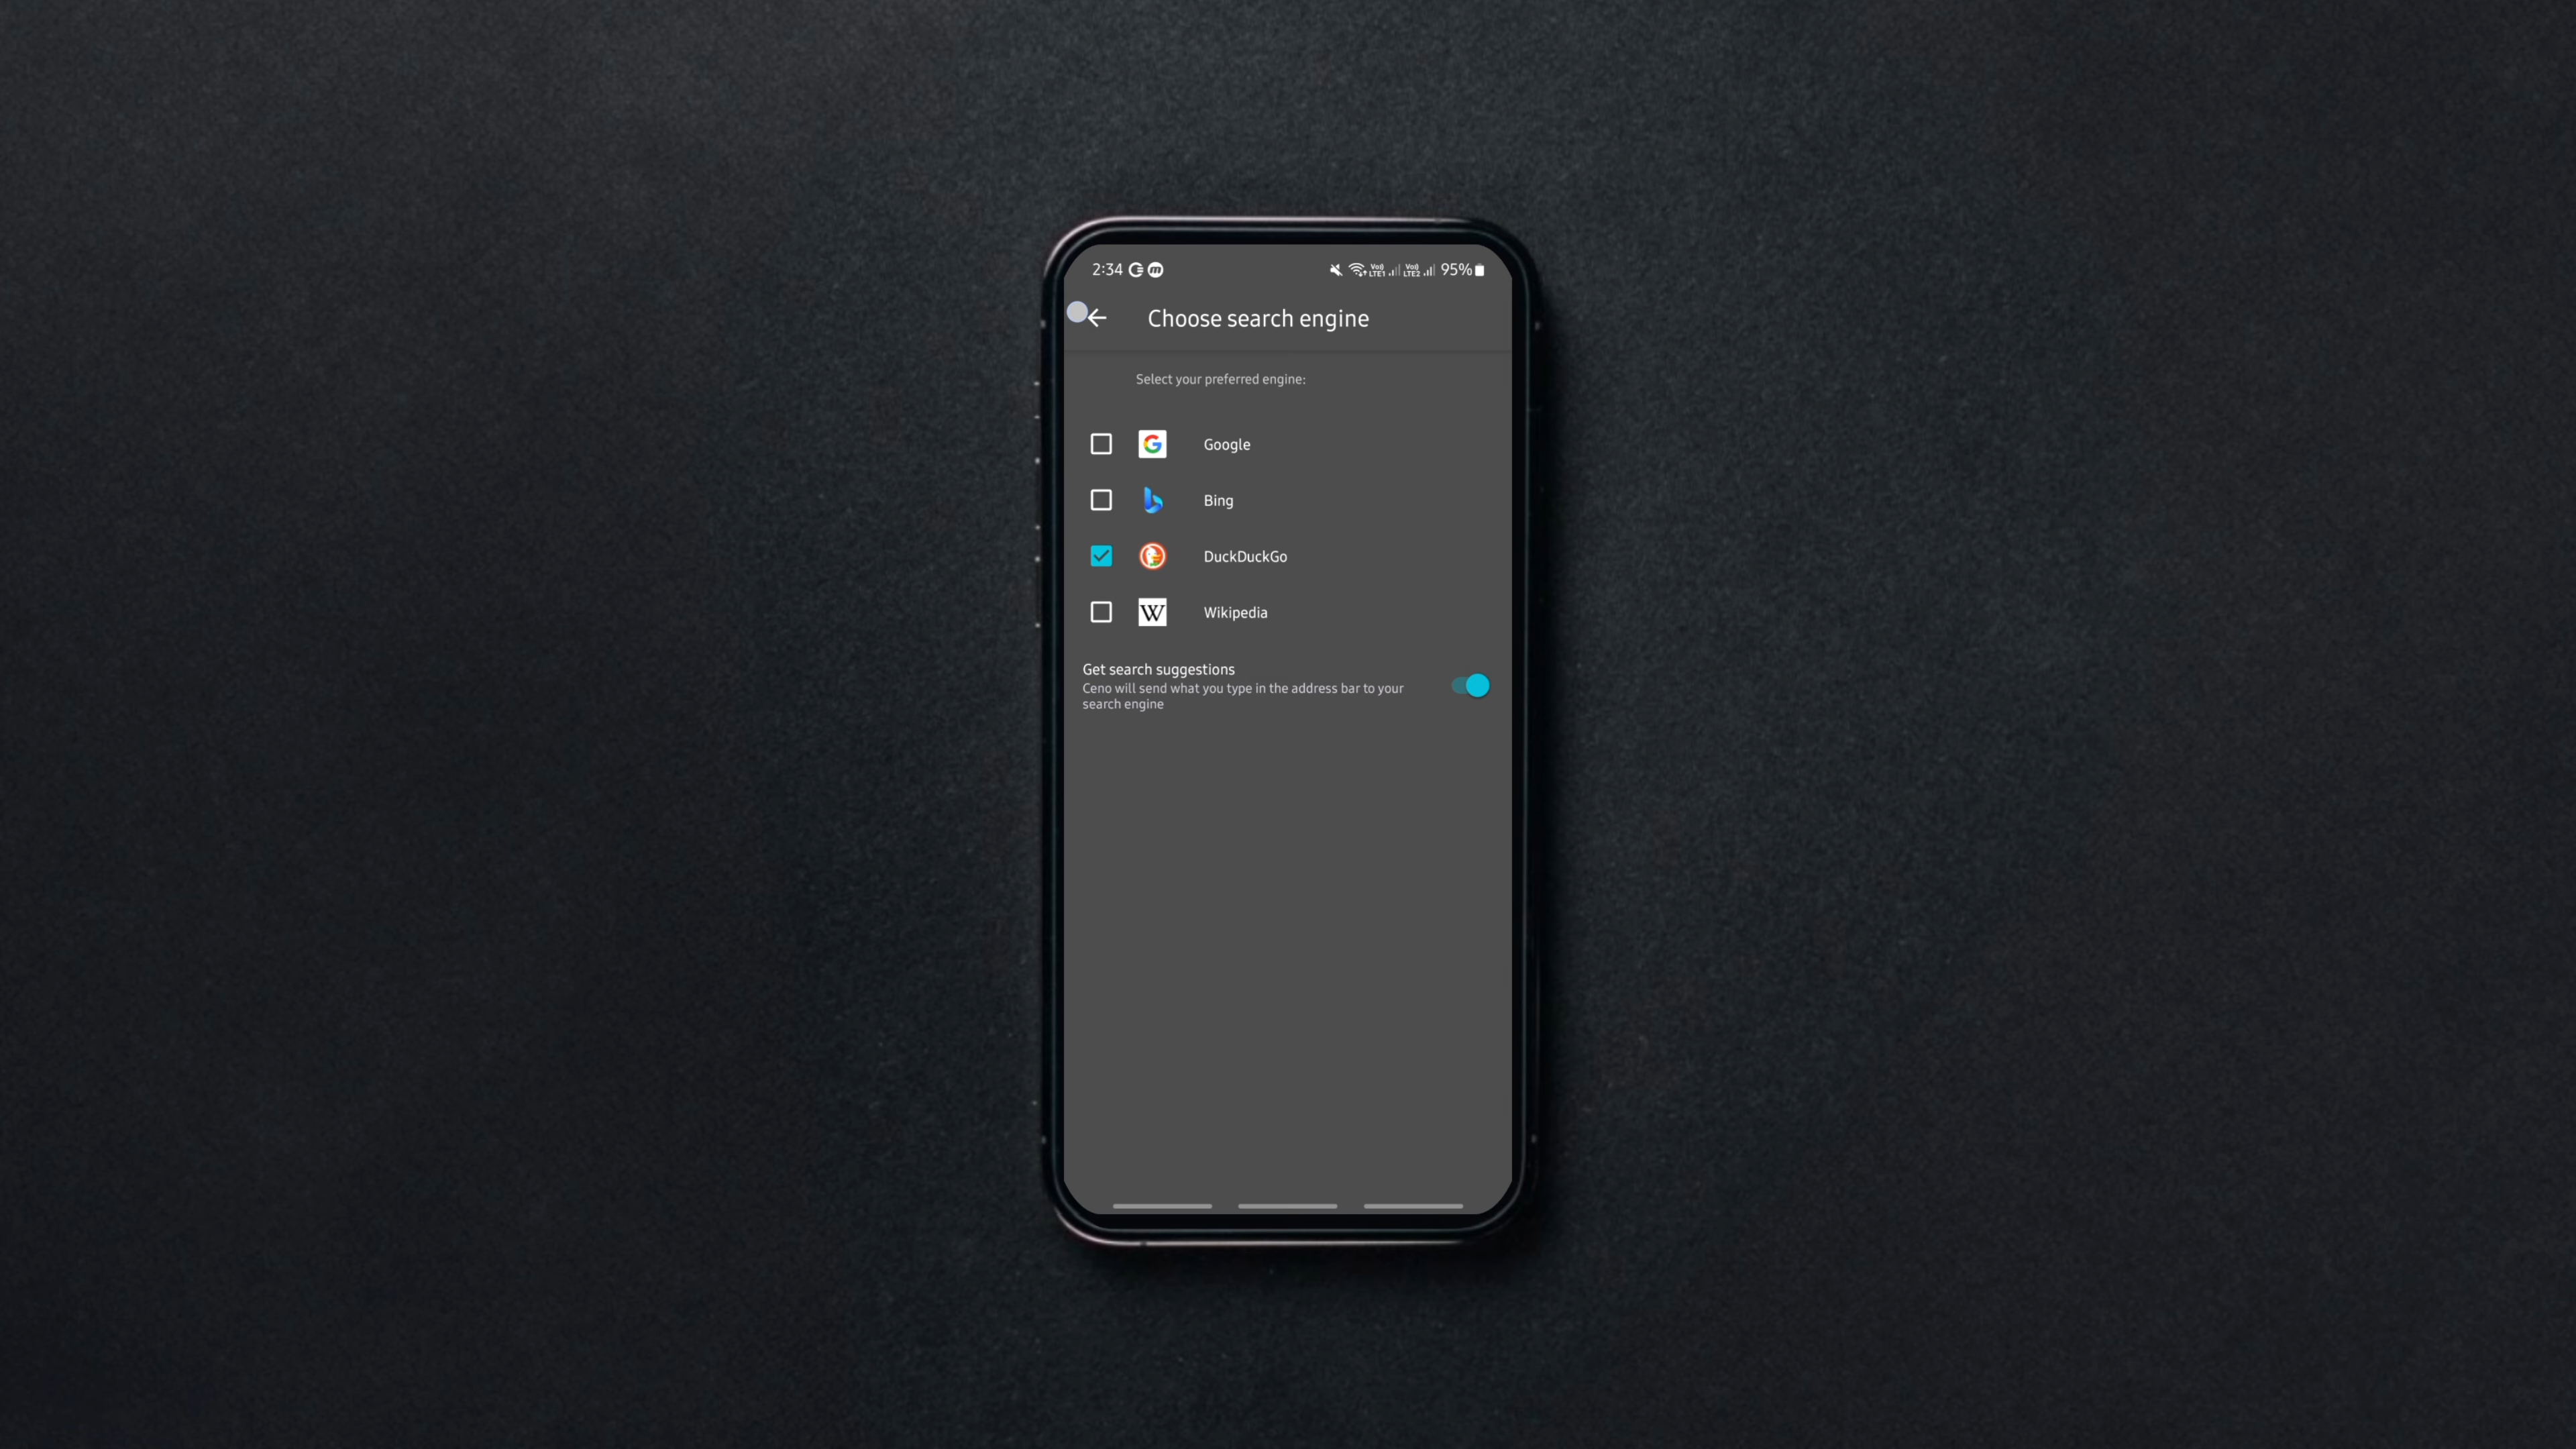 2:34 95%
Choose search engine
Select your preferred engine:
Google
Bing
DuckDuckGo
W Wikipedia
Get search suggestions
Ceno will send what you type in the address bar to your
search engine